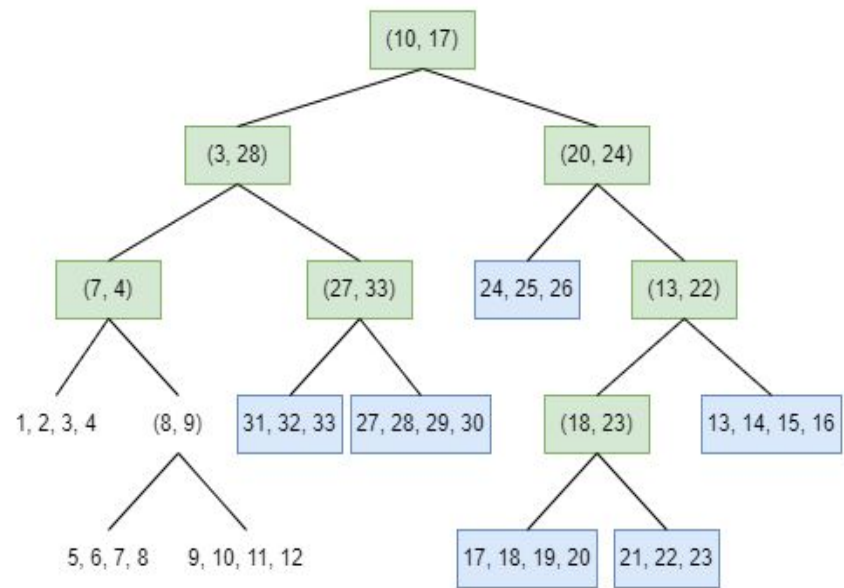 (10, 17)
(3, 28)
(20, 24)
(7, 4)
(27, 33)
24, 25, 26
(13, 22)
1, 2, 3, 4
(8, 9)
31, 32, 33
27, 28, 29, 30
(18, 23)
13, 14, 15, 16
5, 6, 7, 8
9, 10, 11, 12
17, 18, 19, 20
21, 22, 23